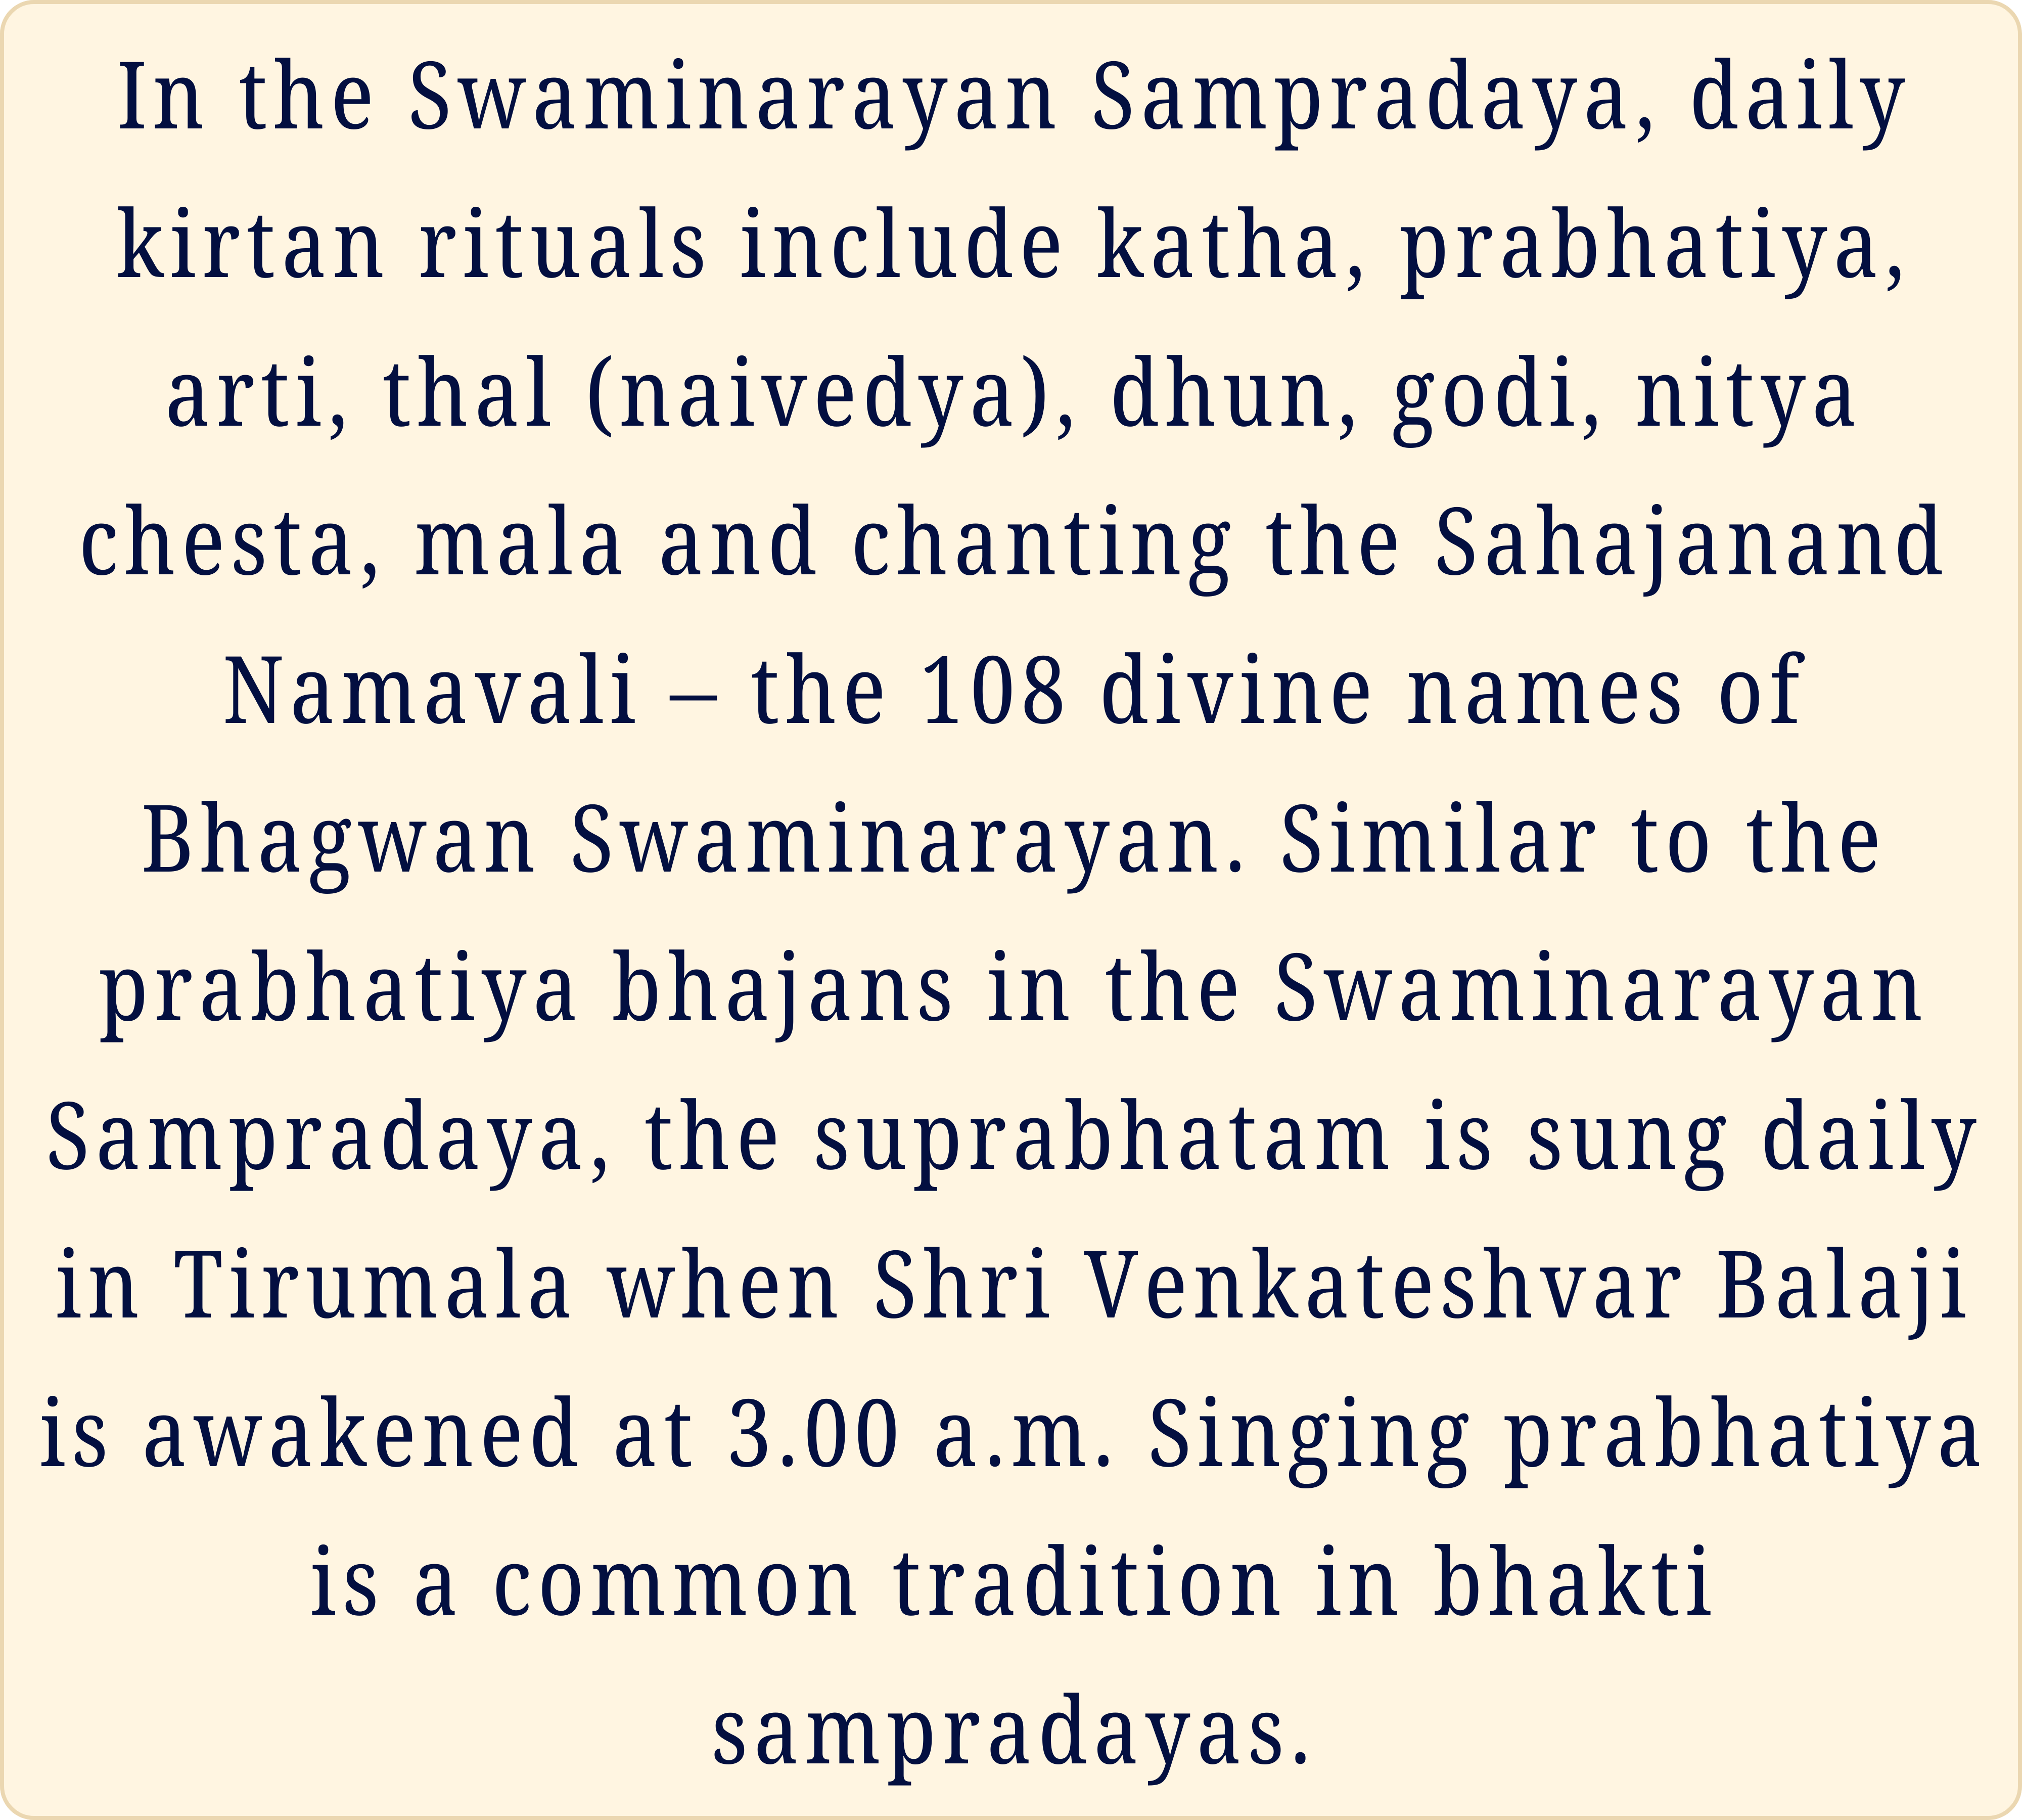 In the Swaminarayan Sampradaya, daily
kirtan rituals include katha, prabhatiya,
arti, thal (naivedya), dhun, godi, nitya
chesta, mala and chanting the Sahajanand
Namavali – the 108 divine names of
Bhagwan Swaminarayan. Similar to the
prabhatiya bhajans in the Swaminarayan
Sampradaya, the suprabhatam is sung daily
in Tirumala when Shri Venkateshvar Balaji
is awakened at 3.00 a.m. Singing prabhatiya
is a common tradition in bhakti
sampradayas.